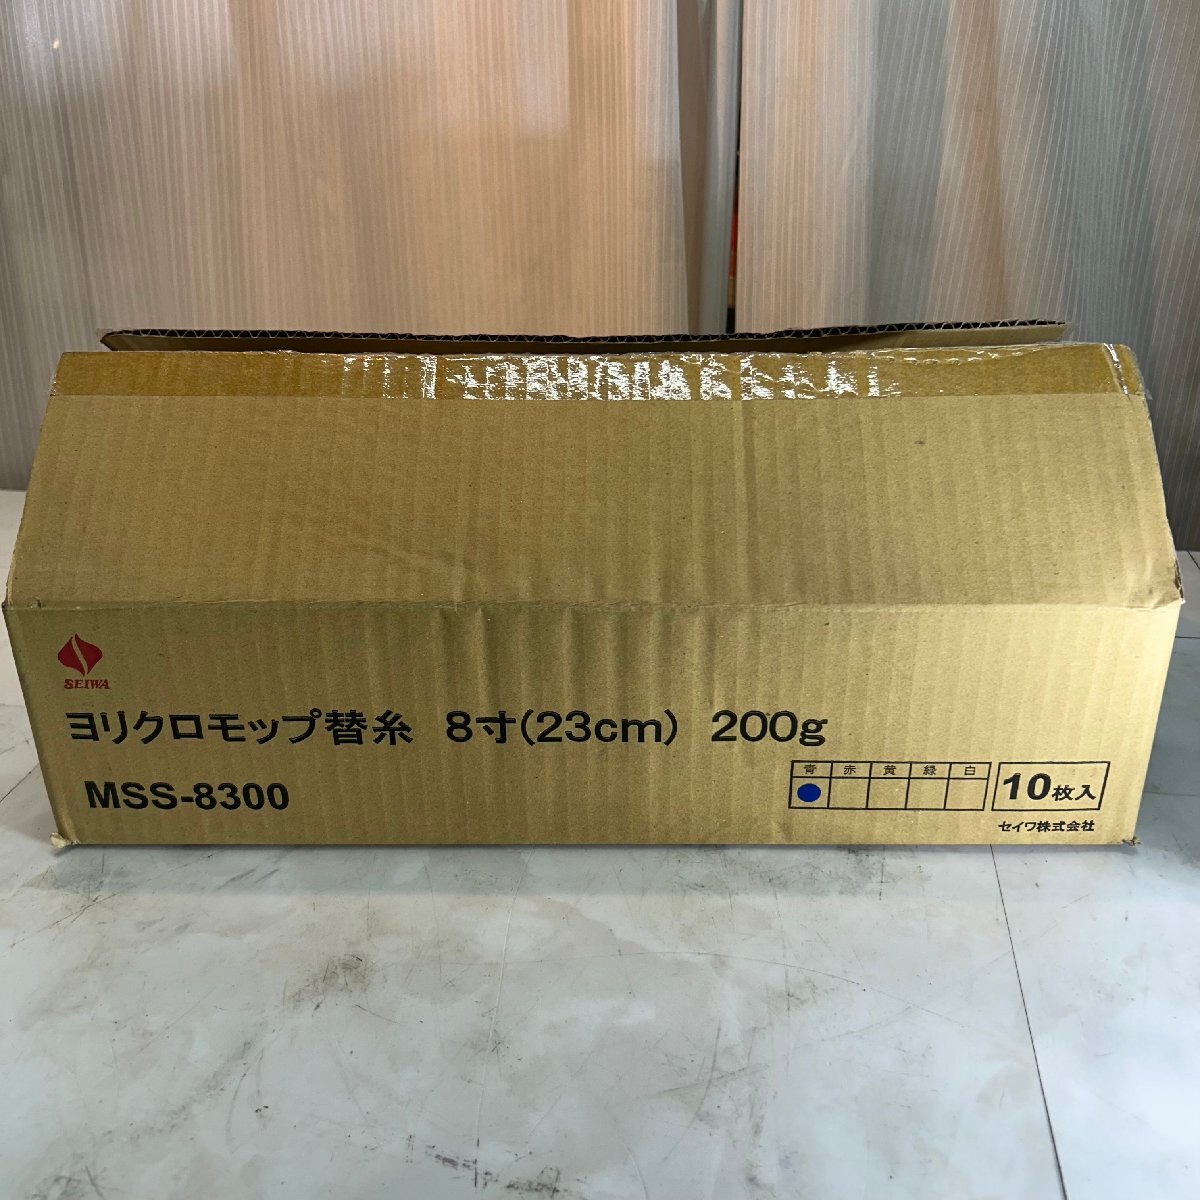 SEIWA
ヨリクロモップ替糸 8寸(23cm) 200g
MSS-8300
青 赤 黄 緑 白
10枚入
セイワ株式会社